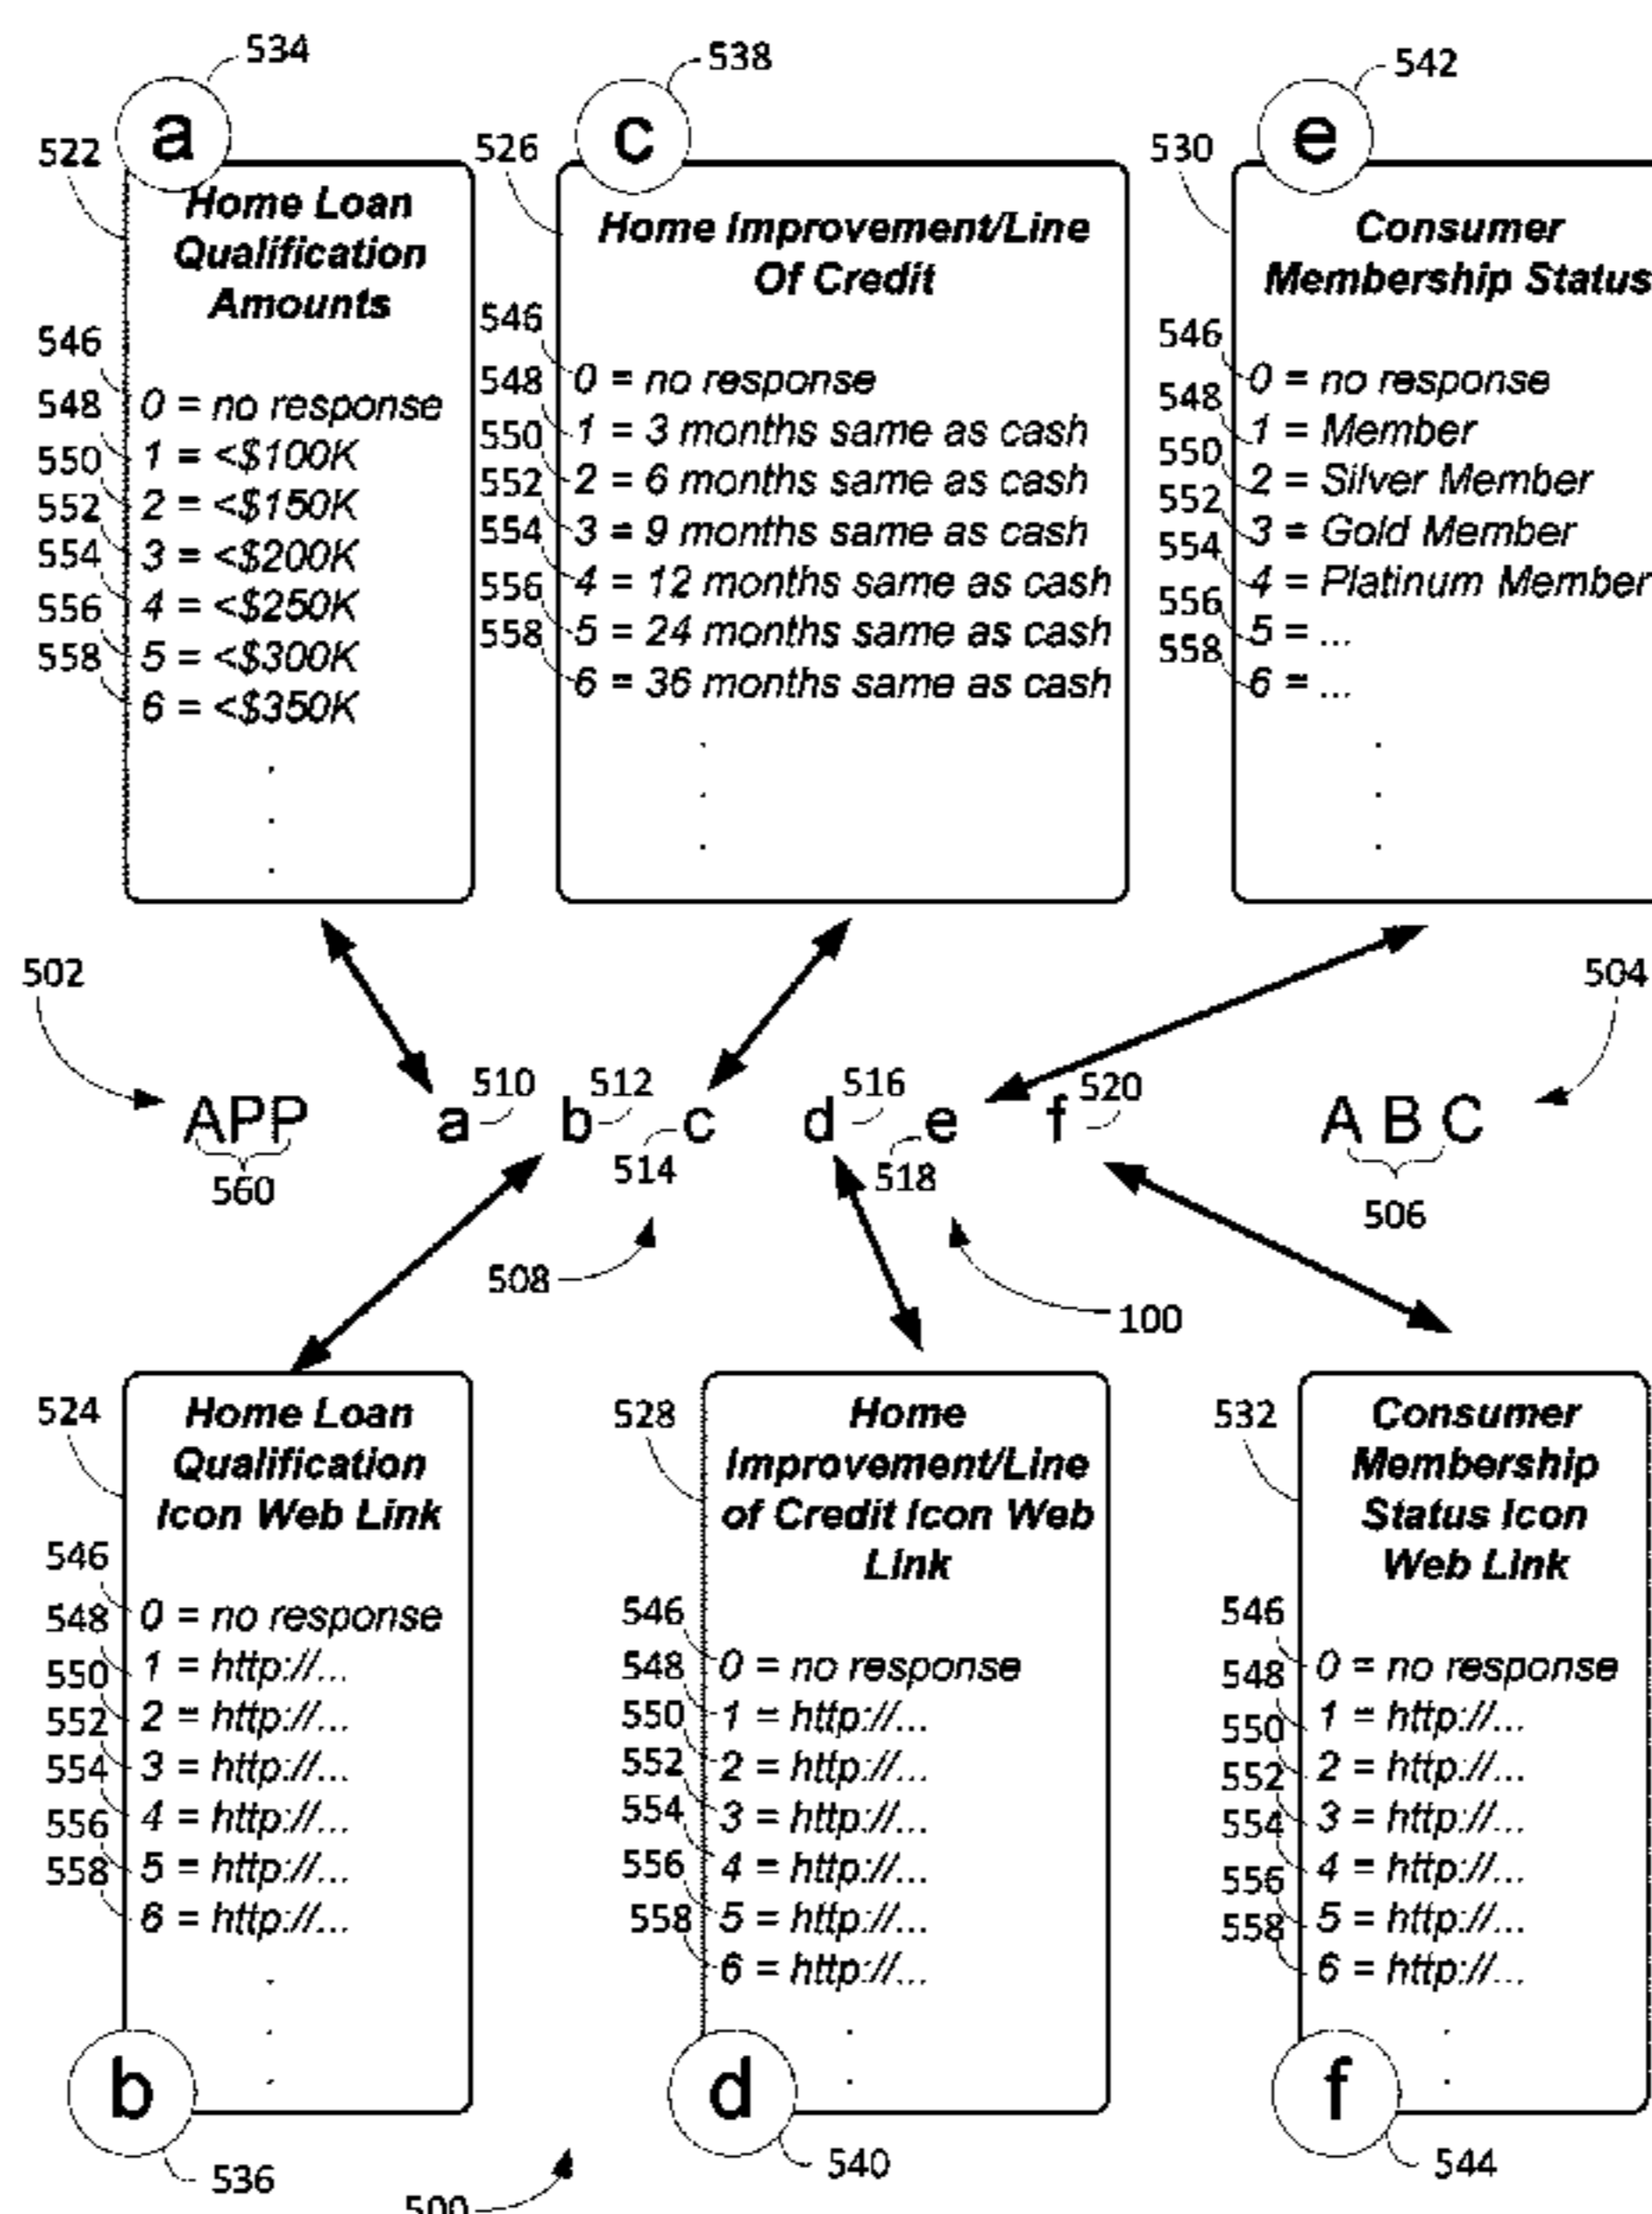 534
538
542
a
c
e
522
526
530
Home Loan
Qualification
Amounts
546
548
550
552
554
556
558
0 = no response
1 = <$100K
2 = <$150K
3 = <$200K
4 = <$250K
5 = <$300K
6 = <$350K
.
.
.
Home Improvement/Line
Of Credit
546
548
550
552
554
556
558
0 = no response
1 = 3 months same as cash
2 = 6 months same as cash
3 = 9 months same as cash
4 = 12 months same as cash
5 = 24 months same as cash
6 = 36 months same as cash
.
.
.
Consumer
Membership Status
546
548
550
552
554
556
558
0 = no response
1 = Member
2 = Silver Member
3 = Gold Member
4 = Platinum Member
5 = ...
6 = ...
.
.
.
502
504
510 512 516 520
APP a b c d e f A B C
560 514 518 506
508
100
524
Home Loan
Qualification
Icon Web Link
546
548
550
552
554
556
558
0 = no response
1 = http://...
2 = http://...
3 = http://...
4 = http://...
5 = http://...
6 = http://...
.
.
.
b
536
528
Home
Improvement/Line
of Credit Icon Web
Link
546
548
550
552
554
556
558
0 = no response
1 = http://...
2 = http://...
3 = http://...
4 = http://...
5 = http://...
6 = http://...
.
.
d
540
532
Consumer
Membership
Status Icon
Web Link
546
548
550
552
554
556
558
0 = no response
1 = http://...
2 = http://...
3 = http://...
4 = http://...
5 = http://...
6 = http://...
.
.
f
544
500